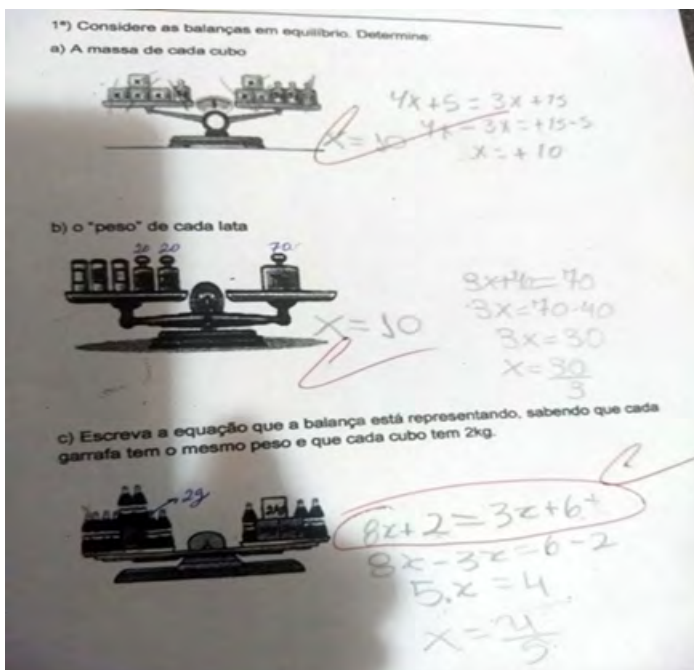 1ª) Considere as balanças em equilíbrio. Determine:
a) A massa de cada cubo
4x+5=3x+15
4x-3x=+15-5
x=10
x=+10
b) o "peso" de cada lata
20 20
70
=70
3x=70-40
x=10
3x=30
x=30/3
c) Escreva a equação que a balança está representando, sabendo que cada
garrafa tem o mesmo peso e que cada cubo tem 2kg.
2g
8x+2=3x+6
8x-3x=6-2
5.x=4
x=4/5